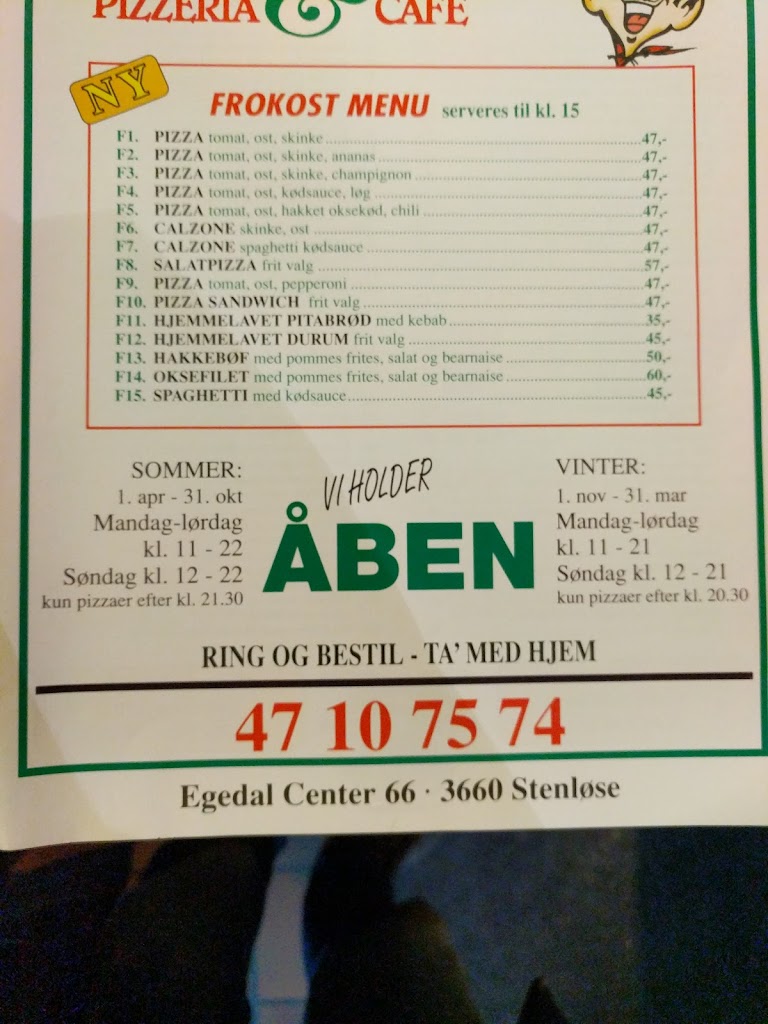 PIZZERIA & CAFE
NY
FROKOST MENU serveres til kl. 15
F1. PIZZA tomat, ost, skinke 47,-
F2. PIZZA tomat, ost, skinke, ananas 47,-
F3. PIZZA tomat, ost, skinke, champignon 47,-
F4. PIZZA tomat, ost, kødsauce, løg 47,-
F5. PIZZA tomat, ost, hakket oksekød, chili 47,-
F6. CALZONE skinke, ost 47,-
F7. CALZONE spaghetti kødsauce 47,-
F8. SALATPIZZA frit valg 57,-
F9. PIZZA tomat, ost, pepperoni 47,-
F10. PIZZA SANDWICH frit valg 47,-
F11. HJEMMELAVET PITABRØD med kebab 35,-
F12. HJEMMELAVET DURUM frit valg 45,-
F13. HAKKEBØF med pommes frites, salat og bearnaise 50,-
F14. OKSEFILET med pommes frites, salat og bearnaise 60,-
F15. SPAGHETTI med kødsauce 45,-
SOMMER:
1. apr - 31. okt
Mandag-lørdag
kl. 11 - 22
Søndag kl. 12 - 22
kun pizzaer efter kl. 21.30
VI HOLDER
ÅBEN
VINTER:
1. nov - 31. mar
Mandag-lørdag
kl. 11 - 21
Søndag kl. 12 - 21
kun pizzaer efter kl. 20.30
RING OG BESTIL - TA' MED HJEM
47 10 75 74
Egedal Center 66 · 3660 Stenløse